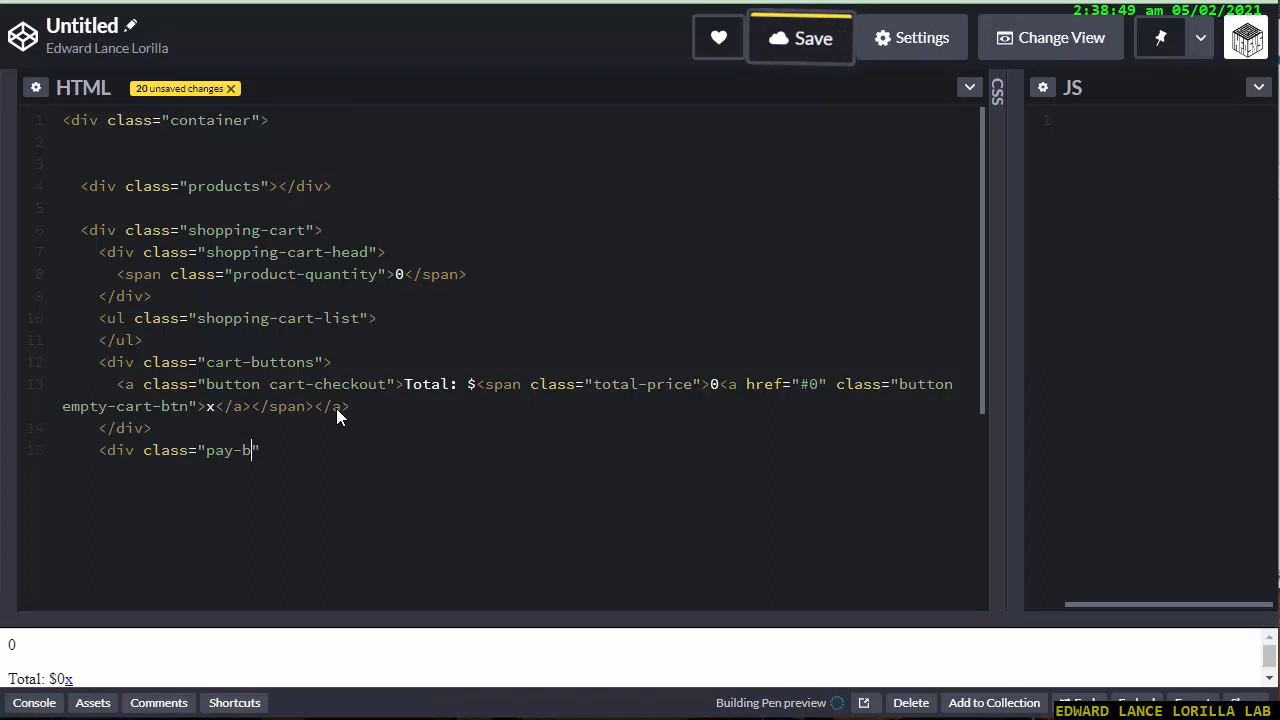 2:38:49 am 05/02/2021
Untitled
Edward Lance Lorilla
Save
Settings
Change View
HTML
20 unsaved changes x
CSS
JS
1 <div class="container">
2
3
4 <div class="products"></div>
5
6 <div class="shopping-cart">
7 <div class="shopping-cart-head">
8 <span class="product-quantity">0</span>
9 </div>
10 <ul class="shopping-cart-list">
11 </ul>
12 <div class="cart-buttons">
13 <a class="button cart-checkout">Total: $<span class="total-price">0<a href="#0" class="button
empty-cart-btn">x</a></span></a>
14 </div>
15 <div class="pay-b"
1
0
Total: $0x
Console Assets Comments Shortcuts
Building Pen preview Delete Add to Collection
EDWARD LANCE LORILLA LAB